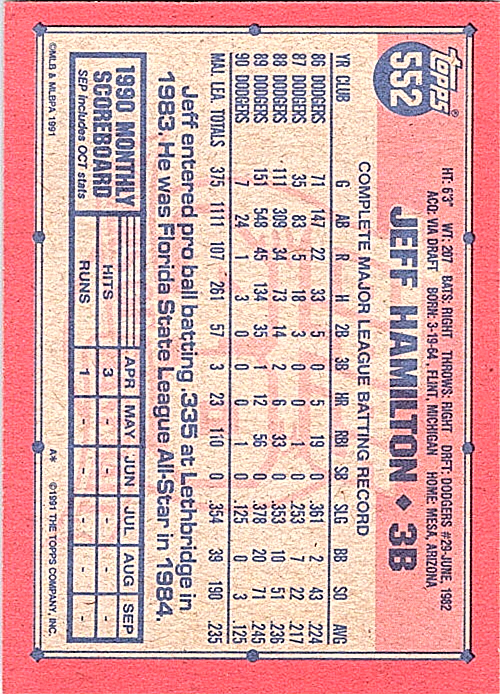 TOPPS®
552
HT: 6'3" WT: 207 BATS: RIGHT THROWS: RIGHT DRFT: DODGERS #29-JUNE, 1982
ACQ: VIA DRAFT BORN: 3-19-64, FLINT, MICHIGAN HOME: MESA, ARIZONA
JEFF HAMILTON ◆ 3B
COMPLETE MAJOR LEAGUE BATTING RECORD
YR CLUB G AB R H 2B 3B HR RBI SB SLG BB SO AVG
86 DODGERS 71 147 22 33 5 0 5 19 0 .361 2 43 .224
87 DODGERS 35 83 5 18 3 0 0 1 0 .253 7 22 .217
88 DODGERS 111 309 34 73 14 2 6 33 0 .353 10 51 .236
89 DODGERS 151 548 45 134 35 1 12 56 0 .378 20 71 .245
90 DODGERS 7 24 1 3 0 0 0 1 0 .125 0 3 .125
MAJ. LEA. TOTALS 375 1111 107 261 57 3 23 110 0 .354 39 190 .235
Jeff entered pro ball batting .335 at Lethbridge in
1983. He was Florida State League All-Star in 1984.
1990 MONTHLY
SCOREBOARD
SEP includes OCT stats
APR MAY JUN JUL AUG SEP
HITS 3 - - - - -
RUNS 1 - - - - -
©MLB & MLBPA 1991
A* ©1991 THE TOPPS COMPANY, INC.